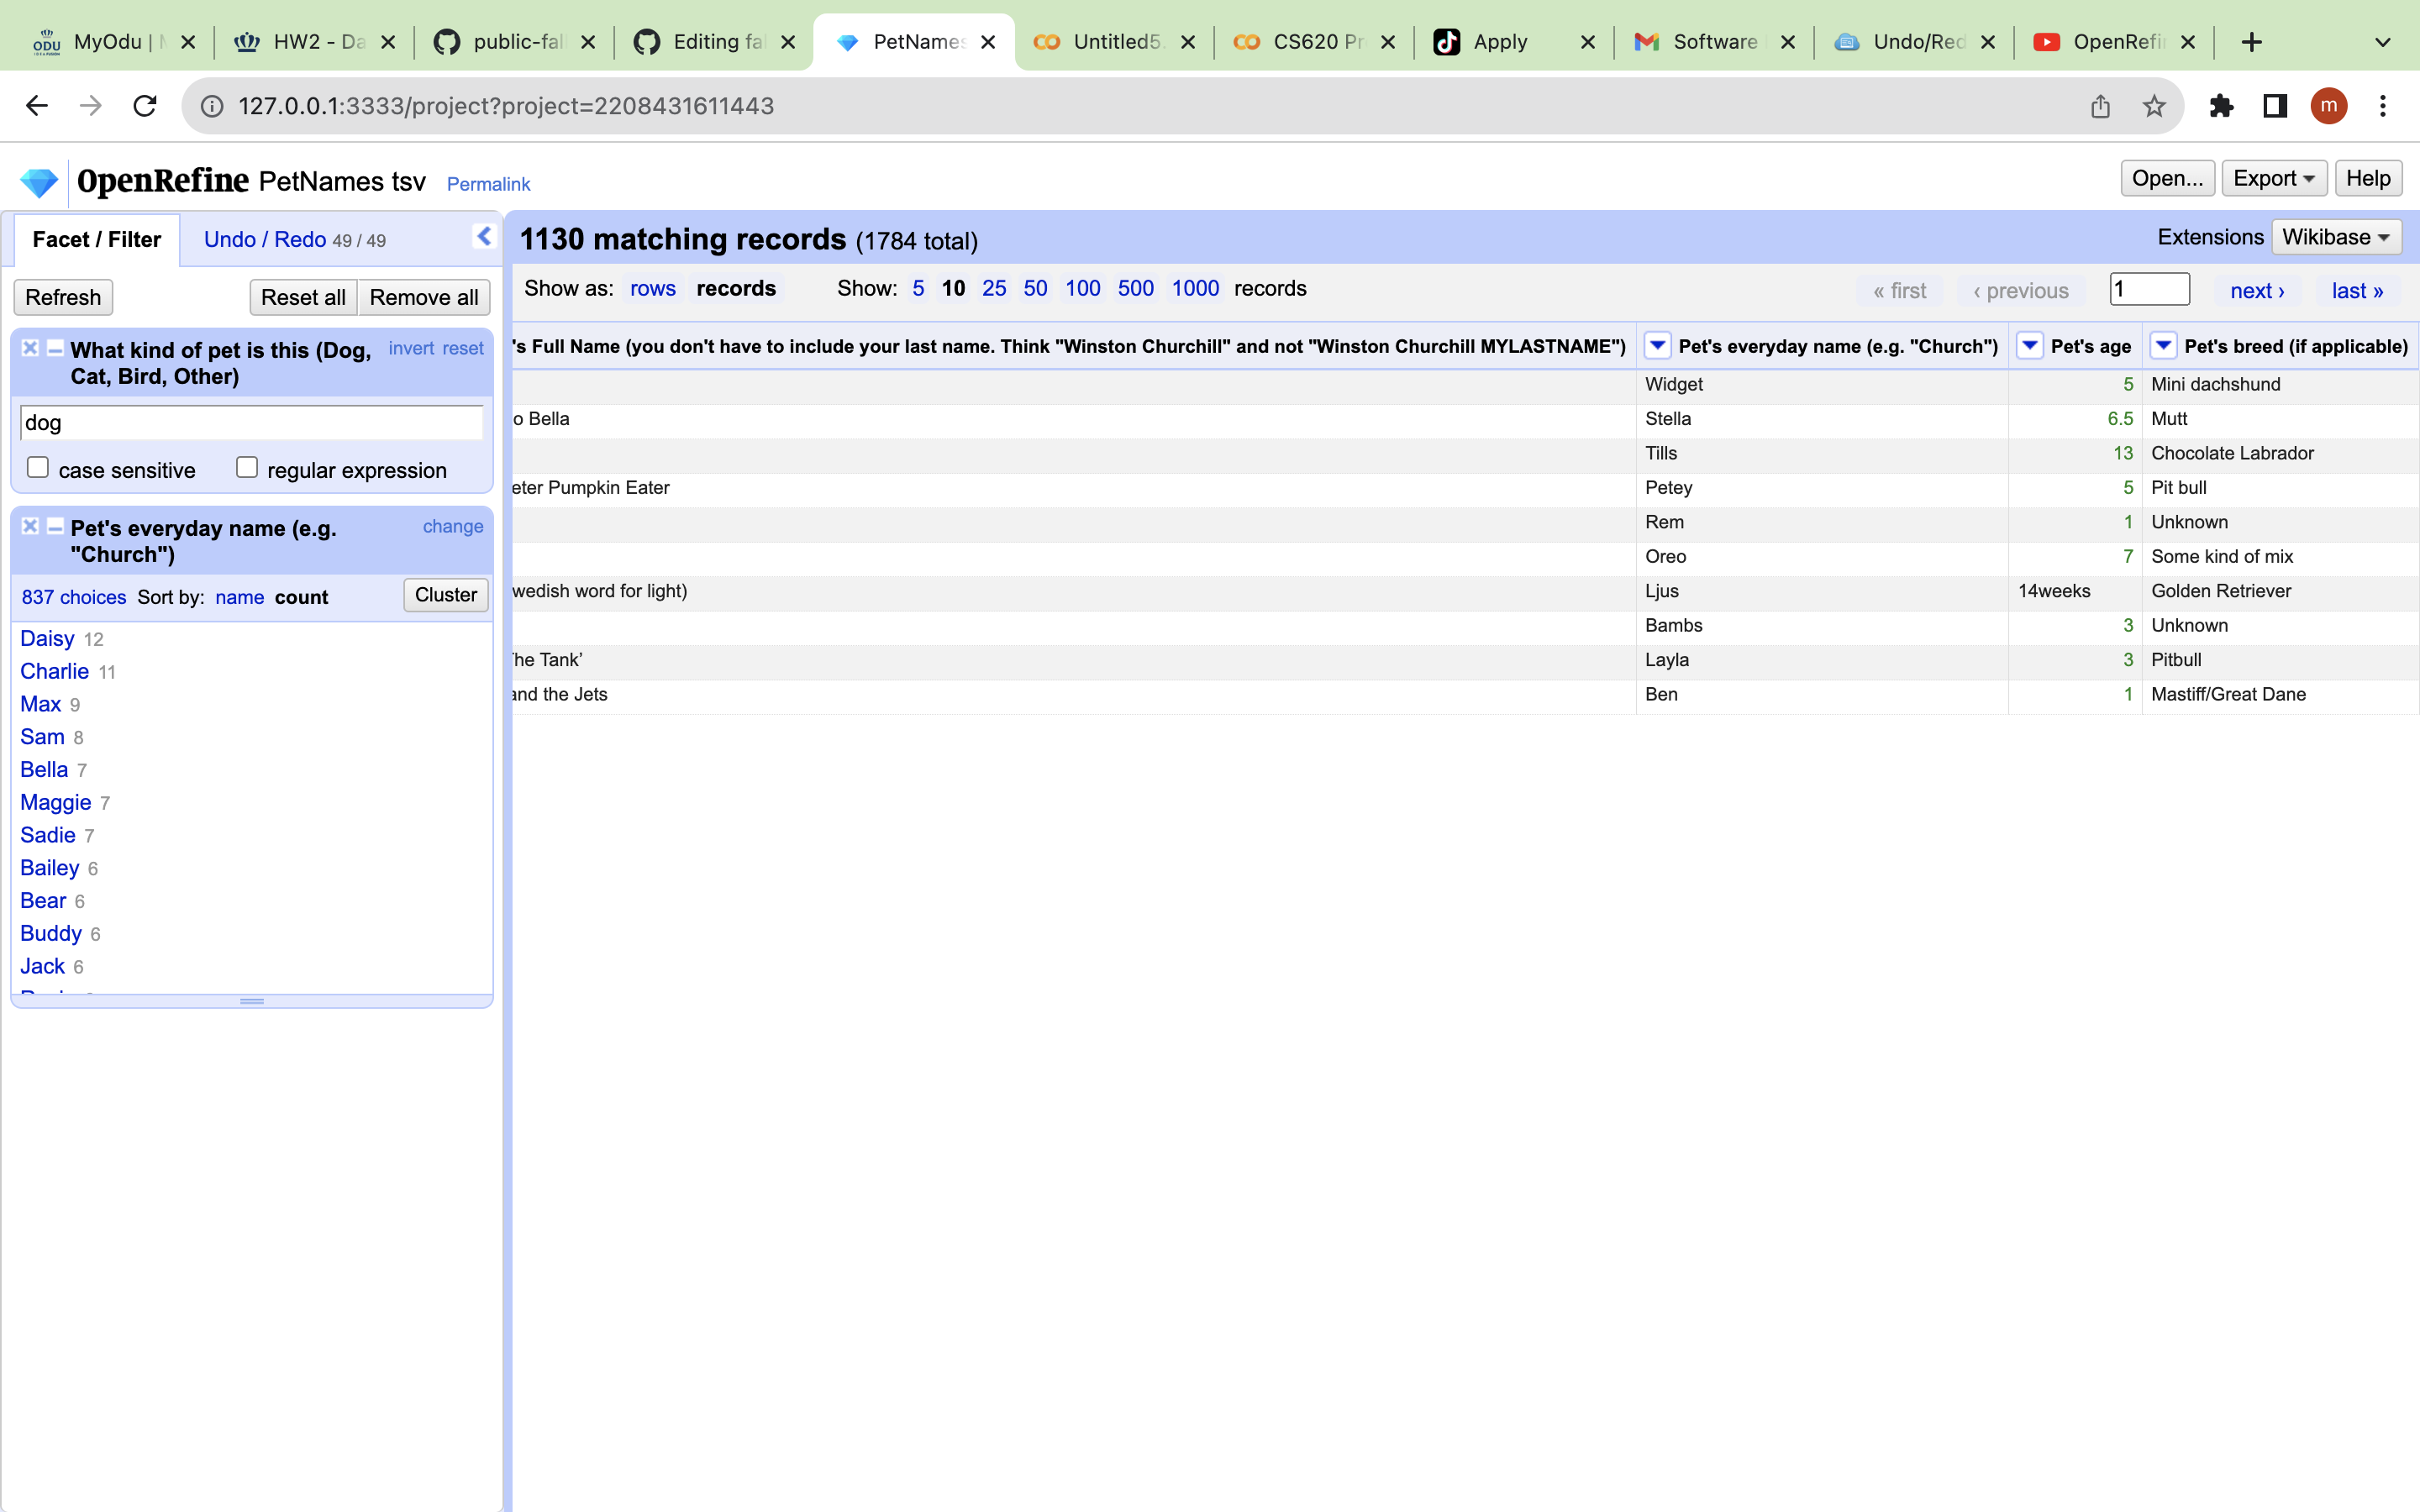 MyOdu |
HW2 - Da
public-fal
Editing fal
PetNames
Untitled5.
CS620 Pr
Apply
Software
Undo/Red
OpenRefi
127.0.0.1:3333/project?project=2208431611443
m
OpenRefine PetNames tsv Permalink
Open... Export Help
Facet / Filter Undo / Redo 49 / 49
1130 matching records (1784 total)
Extensions Wikibase
Refresh Reset all Remove all
Show as: rows records Show: 5 10 25 50 100 500 1000 records
« first ‹ previous 1 next › last »
What kind of pet is this (Dog, Cat, Bird, Other) invert reset
dog
case sensitive regular expression
Pet's everyday name (e.g. "Church") change
837 choices Sort by: name count Cluster
Daisy 12
Charlie 11
Max 9
Sam 8
Bella 7
Maggie 7
Sadie 7
Bailey 6
Bear 6
Buddy 6
Jack 6
's Full Name (you don't have to include your last name. Think "Winston Churchill" and not "Winston Churchill MYLASTNAME") Pet's everyday name (e.g. "Church") Pet's age Pet's breed (if applicable)
Widget 5 Mini dachshund
o Bella Stella 6.5 Mutt
Tills 13 Chocolate Labrador
eter Pumpkin Eater Petey 5 Pit bull
Rem 1 Unknown
Oreo 7 Some kind of mix
wedish word for light) Ljus 14weeks Golden Retriever
Bambs 3 Unknown
The Tank’ Layla 3 Pitbull
and the Jets Ben 1 Mastiff/Great Dane